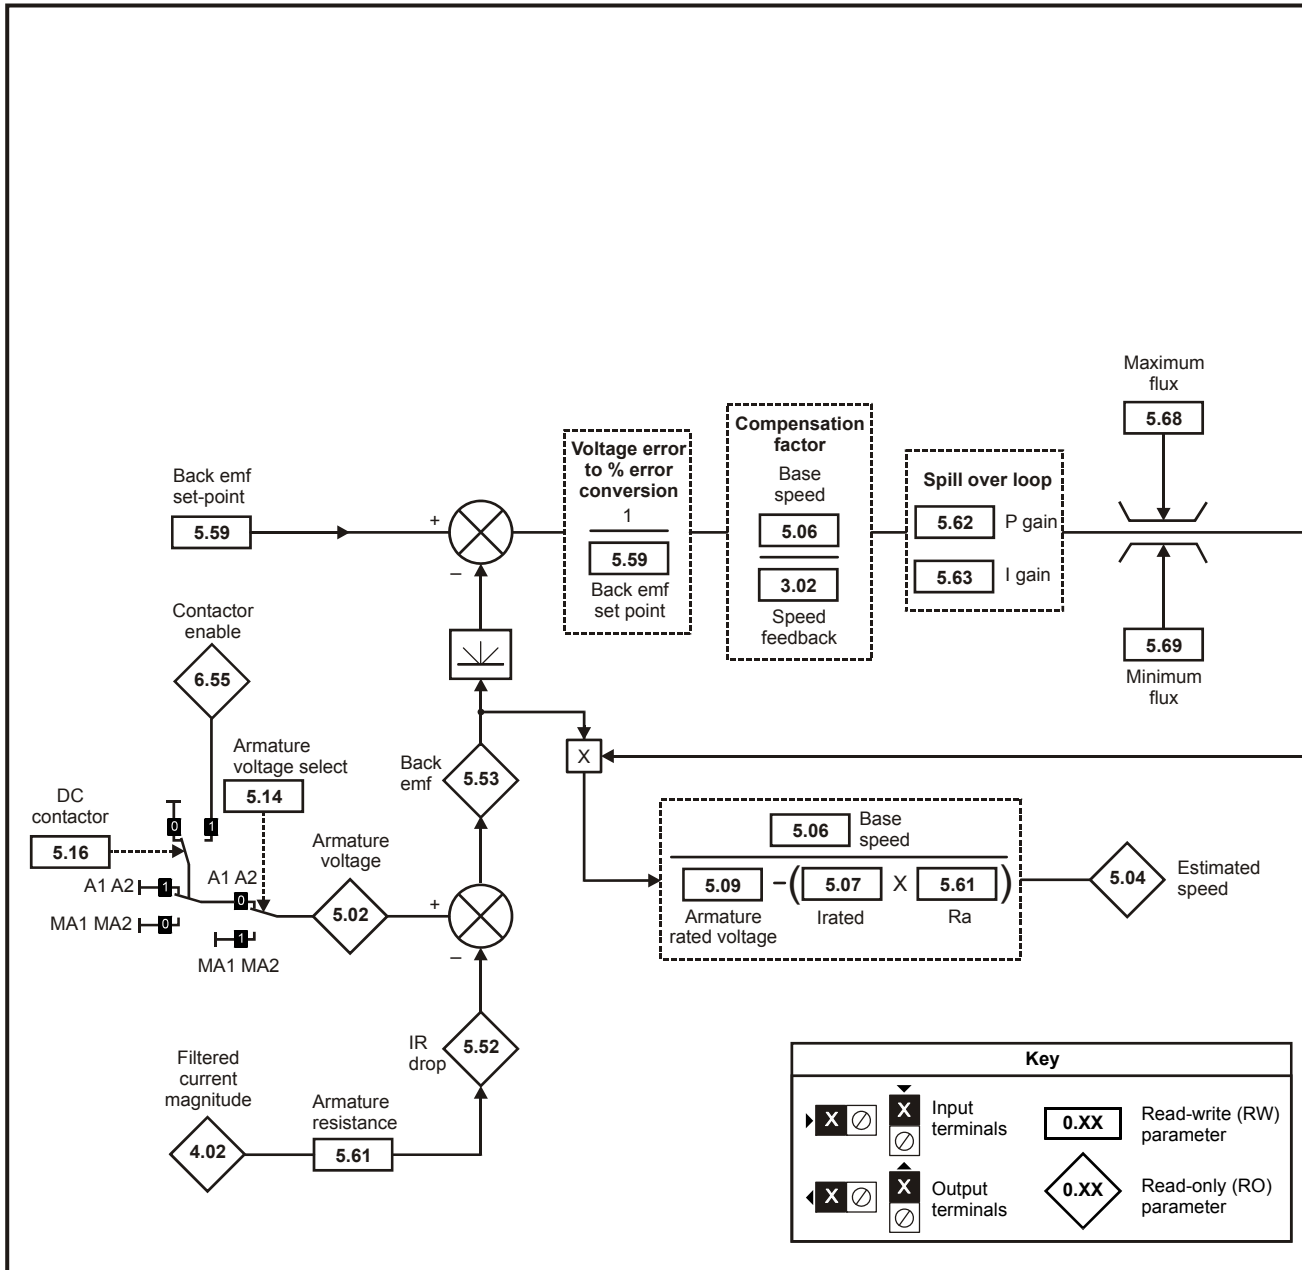 Maximum
flux
5.68
Compensation
factor
Base
speed
5.06
3.02
Speed
feedback
Voltage error
to % error
conversion
1
5.59
Back emf
set point
Spill over loop
5.62 P gain
5.63 I gain
Back emf
set-point
5.59
+
–
5.69
Minimum
flux
Contactor
enable
6.55
Armature
voltage select
5.14
Back
emf
5.53
X
DC
contactor
5.16
0 1
Armature
voltage
A1 A2 1
A1 A2
0
MA1 MA2 0
1
MA1 MA2
5.02
+
–
5.06 Base
speed
5.09 – ( 5.07 X 5.61 )
Armature
rated voltage
Irated
Ra
5.04
Estimated
speed
IR
drop
5.52
Filtered
current
magnitude
4.02
Armature
resistance
5.61
Key
X
X
Input
terminals
0.XX
Read-write (RW)
parameter
X
X
Output
terminals
0.XX
Read-only (RO)
parameter